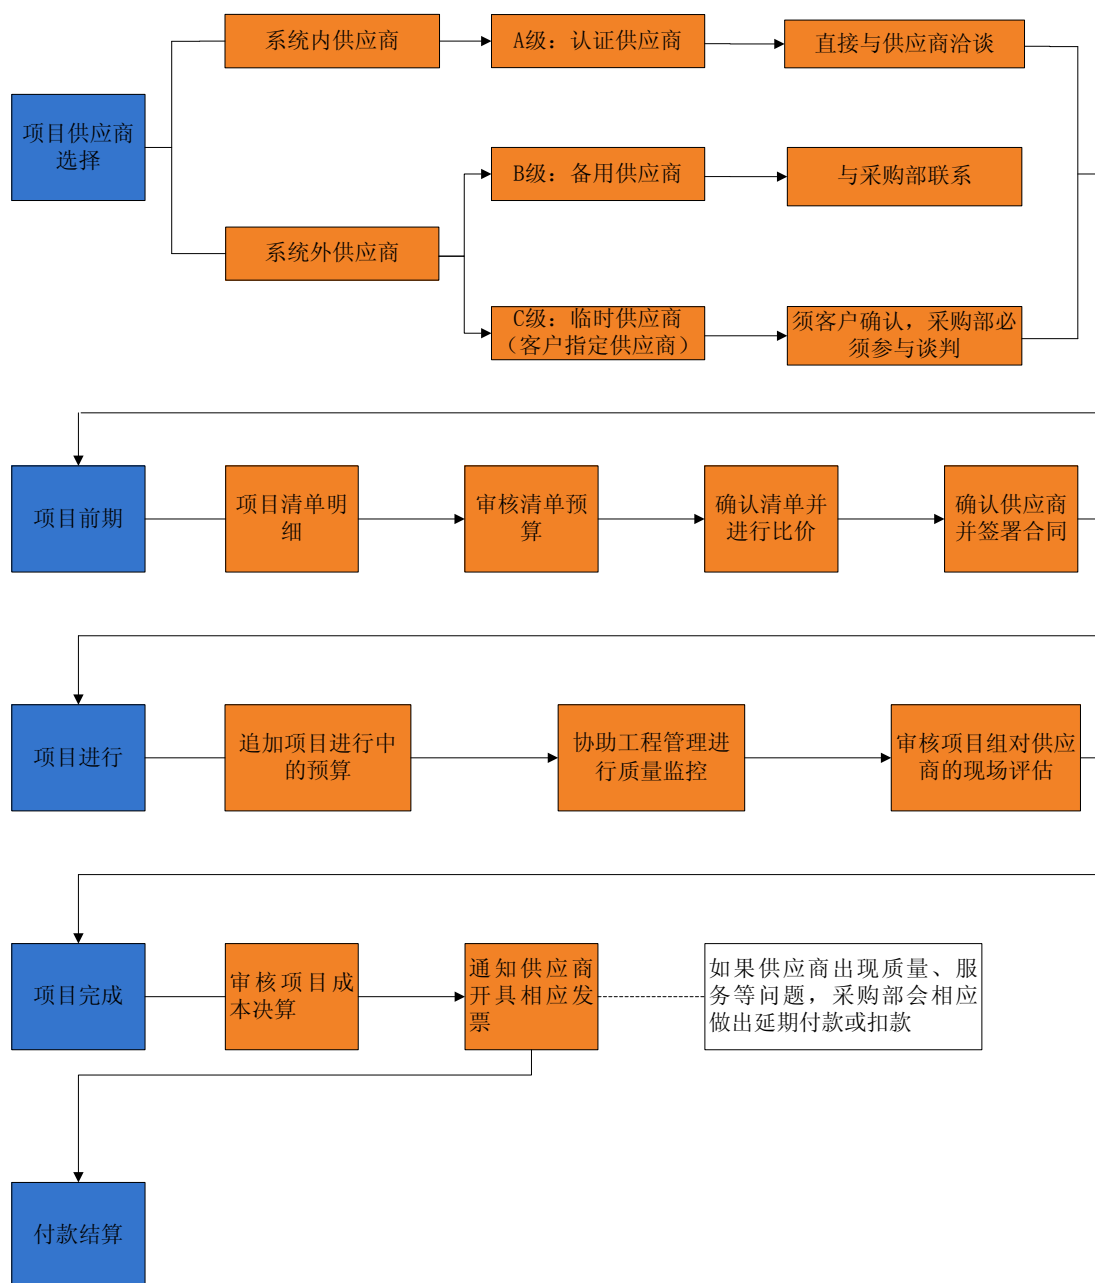 系统内供应商
A级：认证供应商
直接与供应商洽谈
项目供应商
选择
B级：备用供应商
与采购部联系
系统外供应商
C级：临时供应商
（客户指定供应商）
须客户确认，采购部必
须参与谈判
项目前期
项目清单明
细
审核清单预
算
确认清单并
进行比价
确认供应商
并签署合同
项目进行
追加项目进行中
的预算
协助工程管理进
行质量监控
审核项目组对供应
商的现场评估
项目完成
审核项目成
本决算
通知供应商
开具相应发
票
如果供应商出现质量、服
务等问题，采购部会相应
做出延期付款或扣款
付款结算